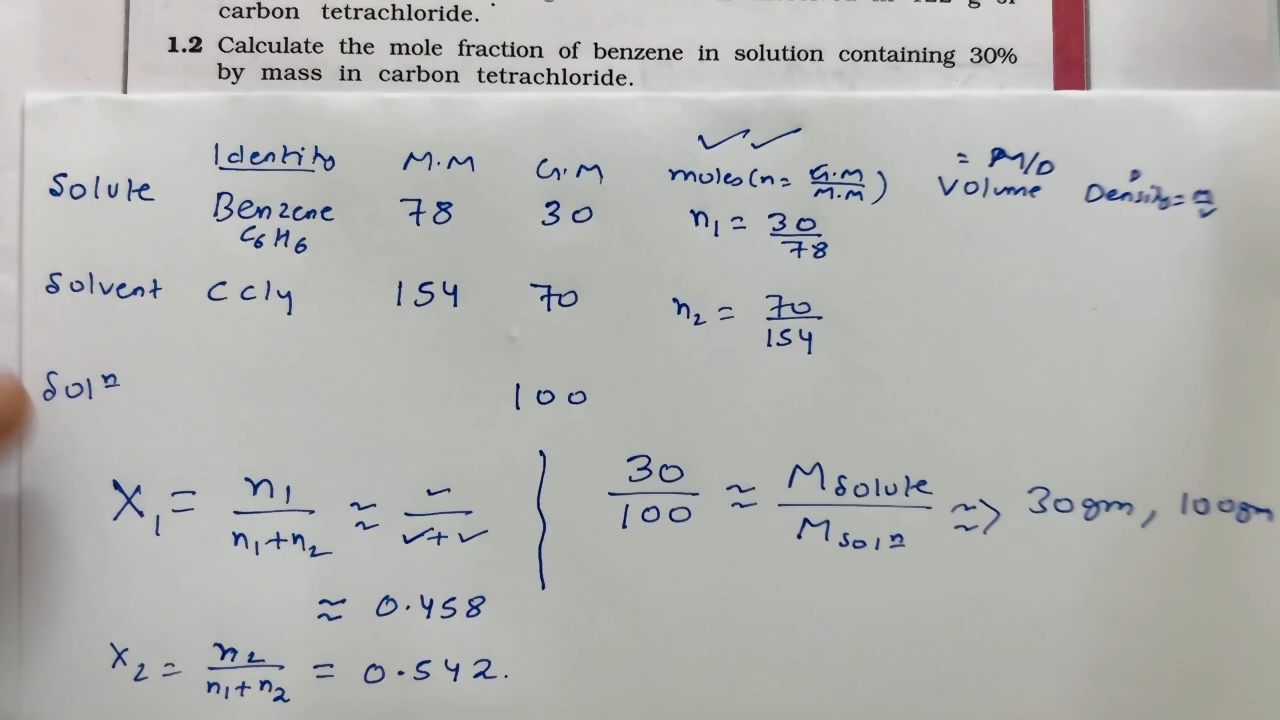 carbon tetrachloride.
1.2 Calculate the mole fraction of benzene in solution containing 30%
by mass in carbon tetrachloride.
Identity M.M G.M moles(n = G.M/M.M) Volume = M/D Density = m/v
Solute Benzene 78 30 n₁ = 30/78
C₆H₆
Solvent CCl4 154 70 n₂ = 70/154
Solⁿ 100
X₁ = n₁/(n₁+n₂) ≈ ✓/(✓+✓) } 30/100 ≈ M solute/M solⁿ ≈> 30gm, 100gm
≈ 0.458
X₂ = n₂/(n₁+n₂) = 0.542.